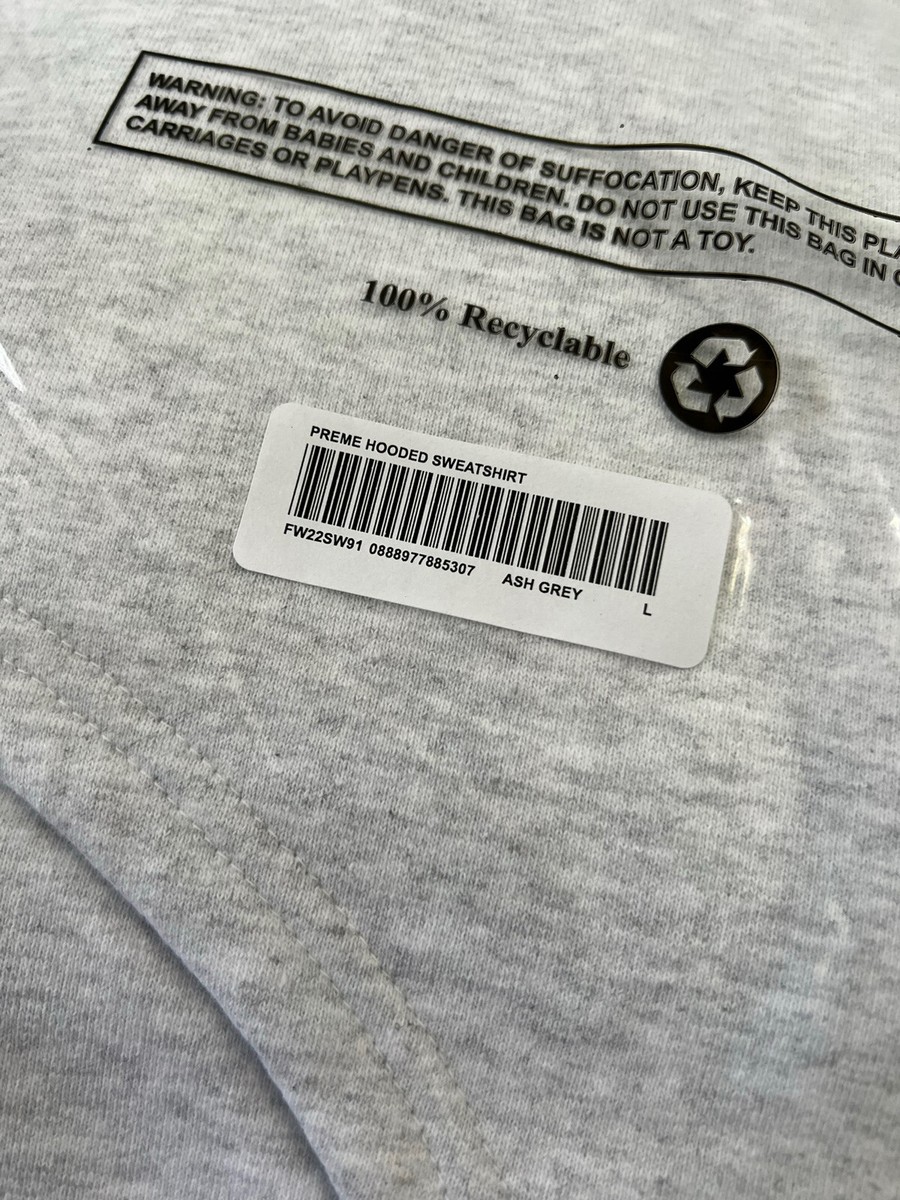 WARNING: TO AVOID DANGER OF SUFFOCATION, KEEP THIS
AWAY FROM BABIES AND CHILDREN. DO NOT USE THIS BAG IN
CARRIAGES OR PLAYPENS. THIS BAG IS NOT A TOY.
100% Recyclable
PREME HOODED SWEATSHIRT
FW22SW91 0888977885307 ASH GREY L